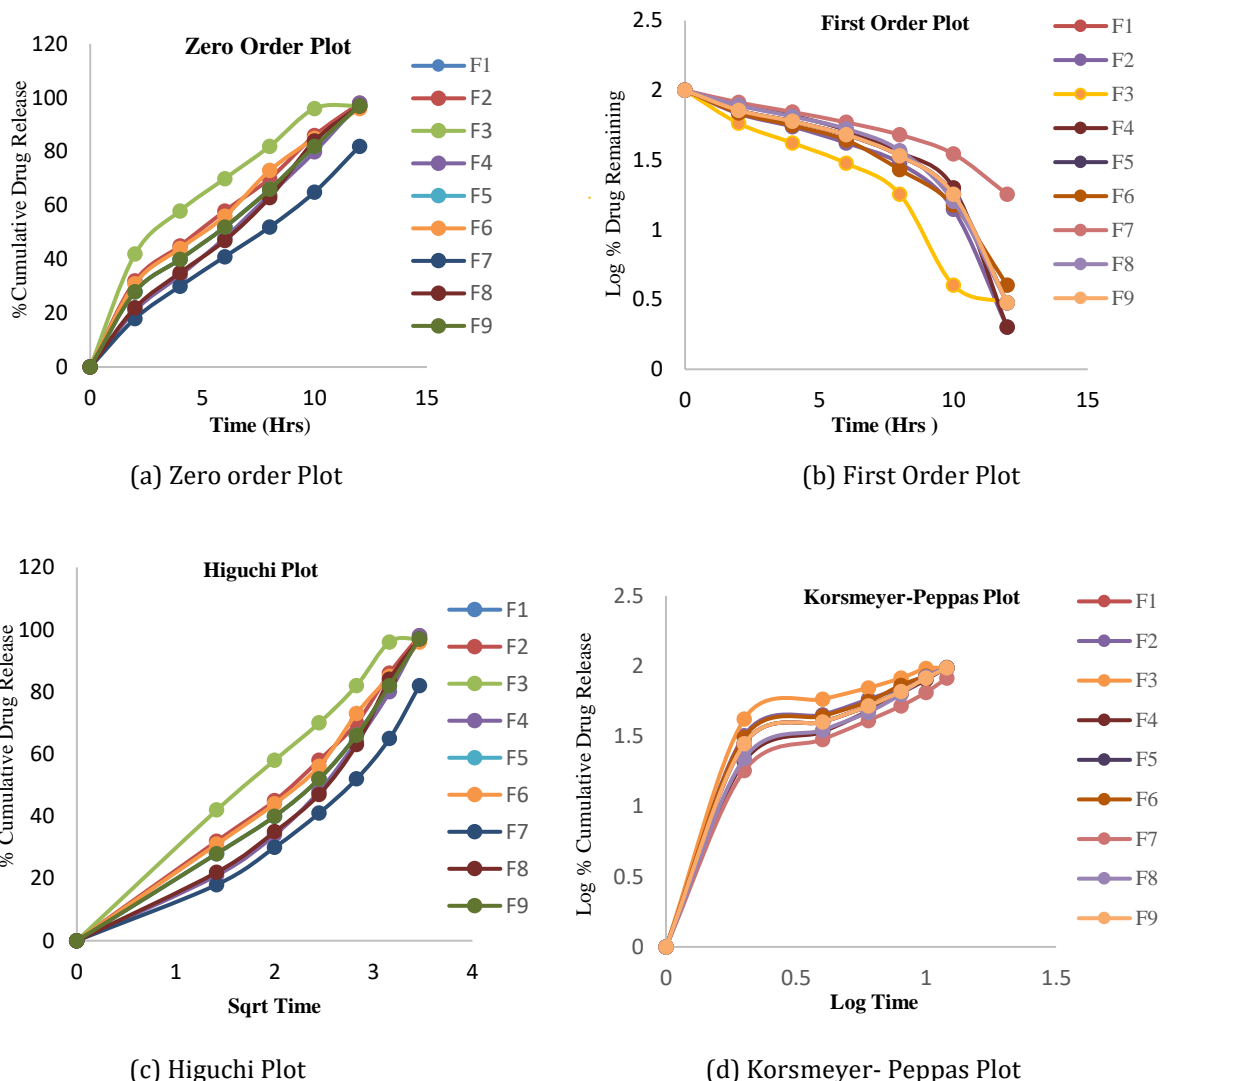 Zero Order Plot
%Cumulative Drug Release
120
100
80
60
40
20
0
0 5 10 15
Time (Hrs)
F1
F2
F3
F4
F5
F6
F7
F8
F9
(a) Zero order Plot
First Order Plot
Log % Drug Remaining
2.5
2
1.5
1
0.5
0
0 5 10 15
Time (Hrs )
F1
F2
F3
F4
F5
F6
F7
F8
F9
(b) First Order Plot
Higuchi Plot
% Cumulative Drug Release
120
100
80
60
40
20
0
0 1 2 3 4
Sqrt Time
F1
F2
F3
F4
F5
F6
F7
F8
F9
(c) Higuchi Plot
Korsmeyer-Peppas Plot
Log % Cumulative Drug Release
2.5
2
1.5
1
0.5
0
0 0.5 1 1.5
Log Time
F1
F2
F3
F4
F5
F6
F7
F8
F9
(d) Korsmeyer- Peppas Plot